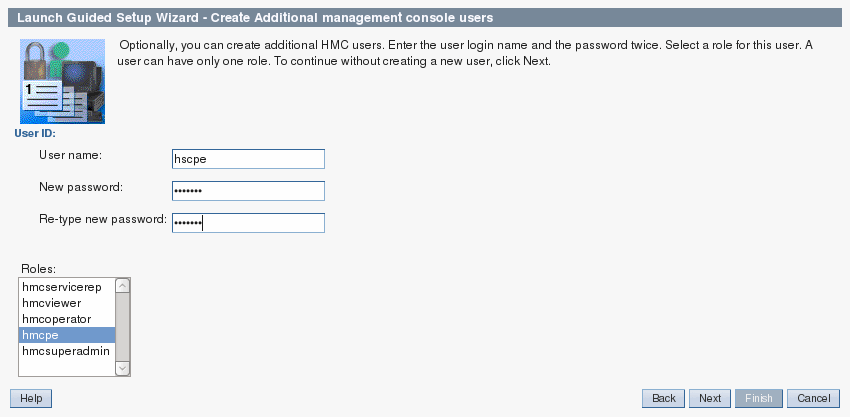 Launch Guided Setup Wizard - Create Additional management console users
Optionally, you can create additional HMC users. Enter the user login name and the password twice. Select a role for this user. A
user can have only one role. To continue without creating a new user, click Next.
1
User ID:
User name: hscpe
New password: •••••••
Re-type new password: •••••••
Roles:
hmcservicerep
hmcviewer
hmcoperator
hmcpe
hmcsuperadmin
Help Back Next Finish Cancel